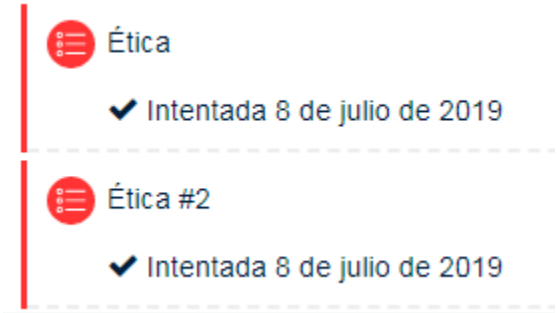 Ética
Intentada 8 de julio de 2019
Ética #2
Intentada 8 de julio de 2019